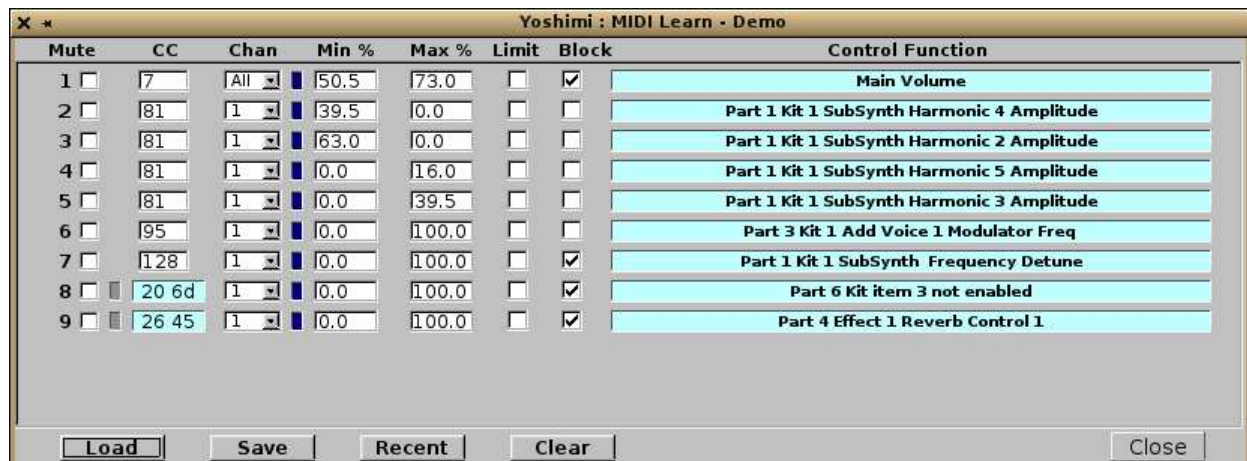 Yoshimi : MIDI Learn - Demo
Mute CC Chan Min % Max % Limit Block Control Function
1 7 All 50.5 73.0 Main Volume
2 81 1 39.5 0.0 Part 1 Kit 1 SubSynth Harmonic 4 Amplitude
3 81 1 63.0 0.0 Part 1 Kit 1 SubSynth Harmonic 2 Amplitude
4 81 1 0.0 16.0 Part 1 Kit 1 SubSynth Harmonic 5 Amplitude
5 81 1 0.0 39.5 Part 1 Kit 1 SubSynth Harmonic 3 Amplitude
6 95 1 0.0 100.0 Part 3 Kit 1 Add Voice 1 Modulator Freq
7 128 1 0.0 100.0 Part 1 Kit 1 SubSynth Frequency Detune
8 20 6d 1 0.0 100.0 Part 6 Kit item 3 not enabled
9 26 45 1 0.0 100.0 Part 4 Effect 1 Reverb Control 1
Load Save Recent Clear Close